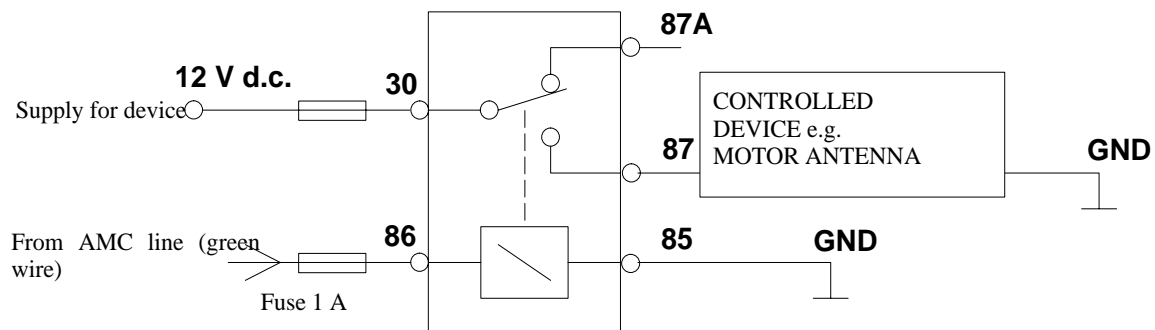 87A
12 V d.c.
30
Supply for device
CONTROLLED
DEVICE e.g.
MOTOR ANTENNA
87
GND
From AMC line (green
wire)
86
85
GND
Fuse 1 A